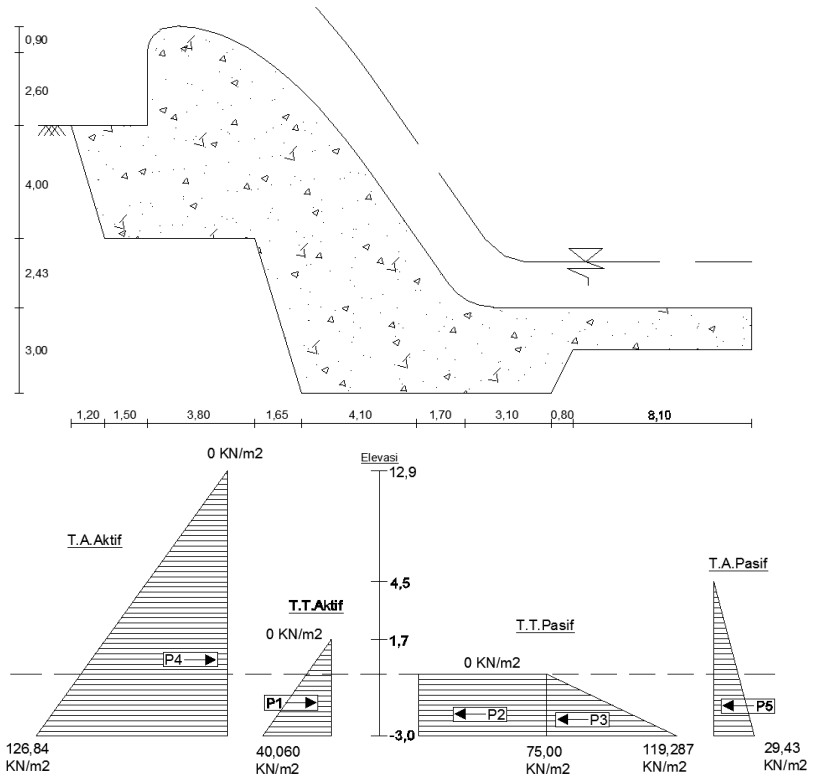 0,90
2,60
4,00
2,43
3,00
1,20 1,50 3,80 1,65 4,10 1,70 3,10 0,80 8,10
0 KN/m2
Elevasi
12,9
T.A.Aktif
4,5
T.A.Pasif
T.T.Aktif
0 KN/m2
1,7
T.T.Pasif
P4
0 KN/m2
P1
P2
P3
P5
-3,0
126,84
KN/m2
40,060
KN/m2
75,00
KN/m2
119,287
KN/m2
29,43
KN/m2